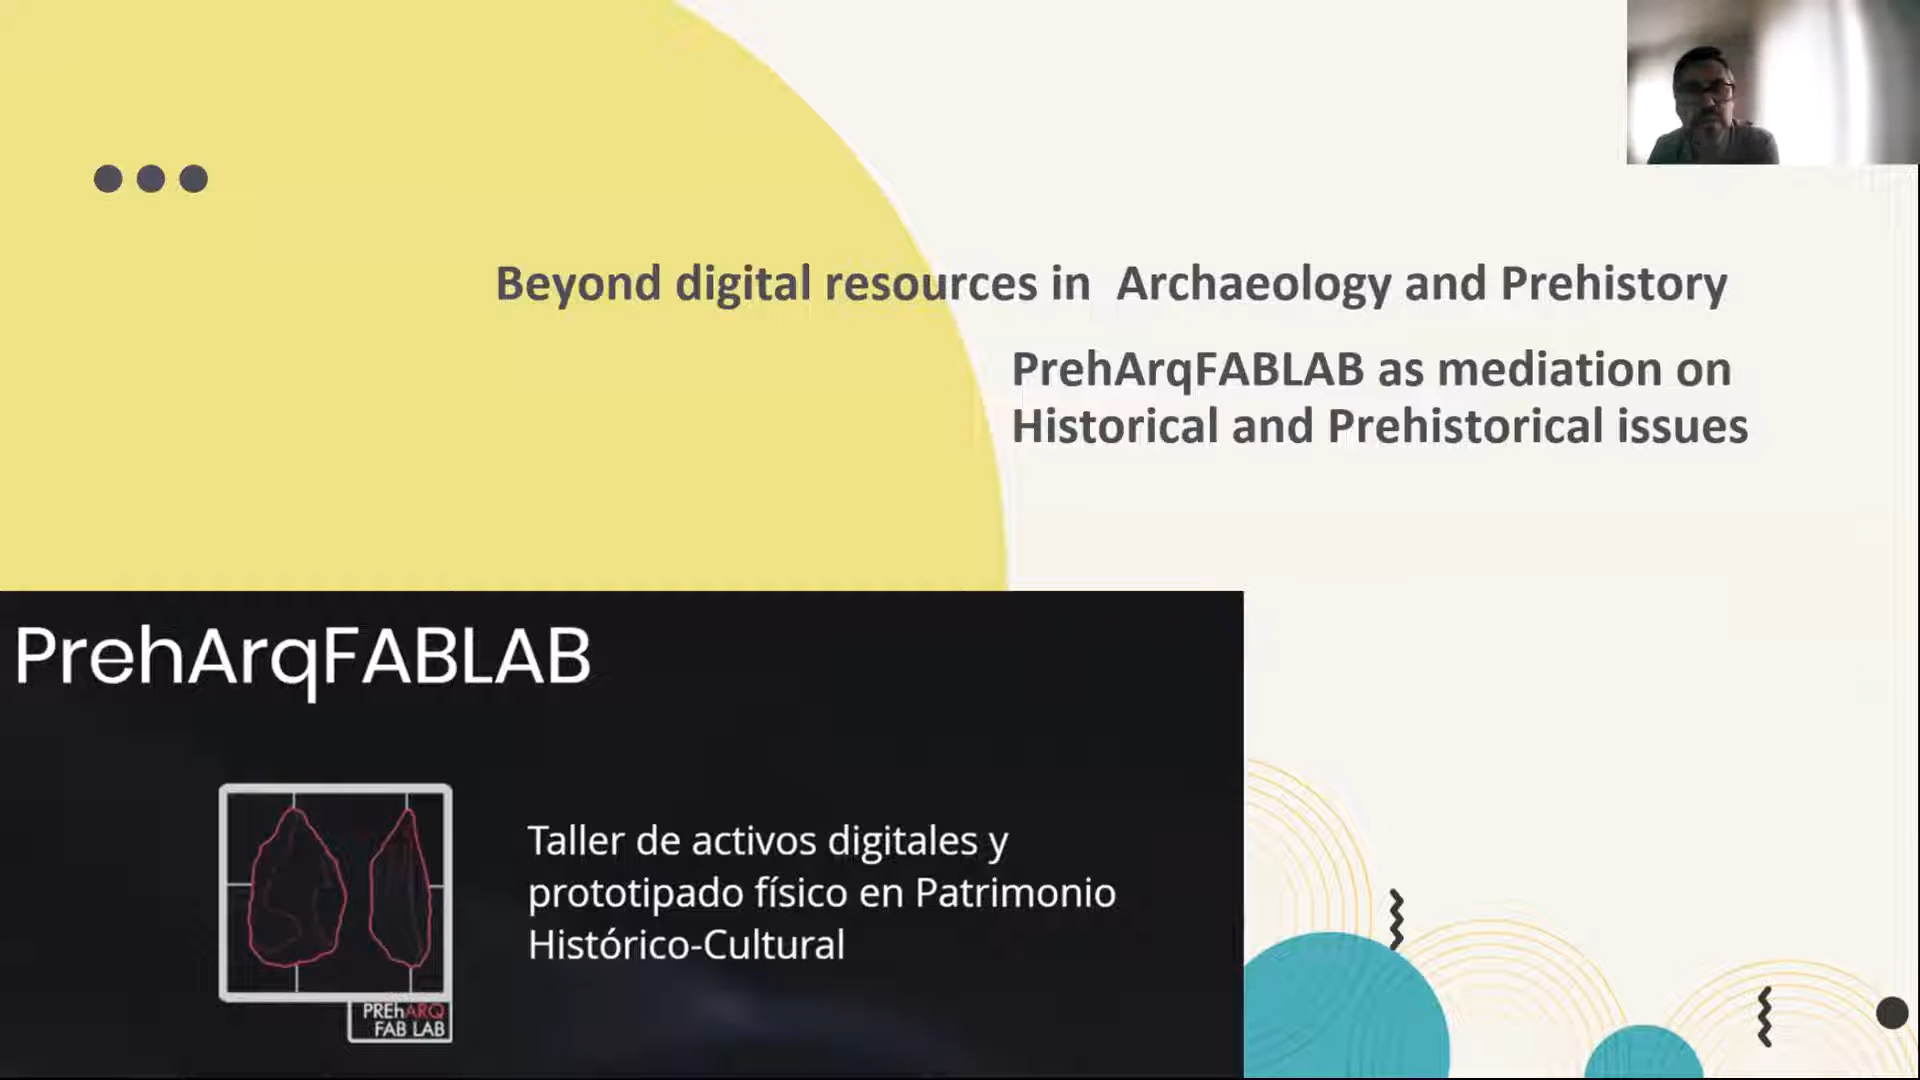 Beyond digital resources in Archaeology and Prehistory
PrehArqFABLAB as mediation on
Historical and Prehistorical issues
PrehArqFABLAB
Taller de activos digitales y
prototipado físico en Patrimonio
Histórico-Cultural
PREhARQ
FAB LAB